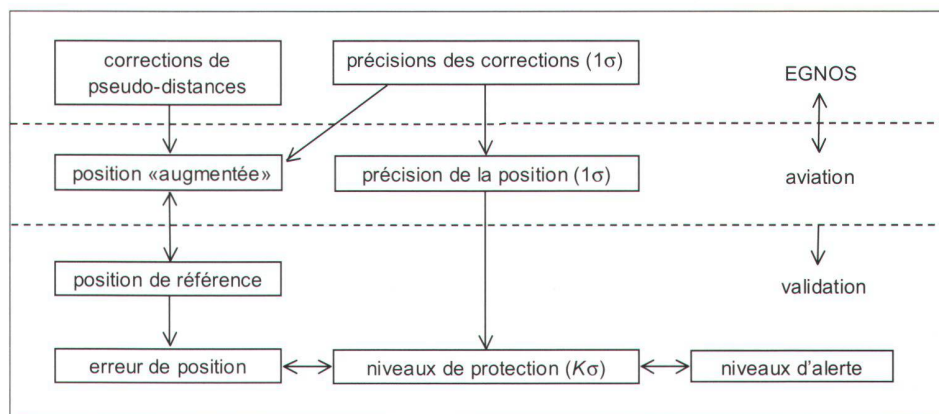 corrections de
pseudo-distances
précisions des corrections (1σ)
EGNOS
position «augmentée»
précision de la position (1σ)
aviation
position de référence
validation
erreur de position
niveaux de protection (Kσ)
niveaux d'alerte